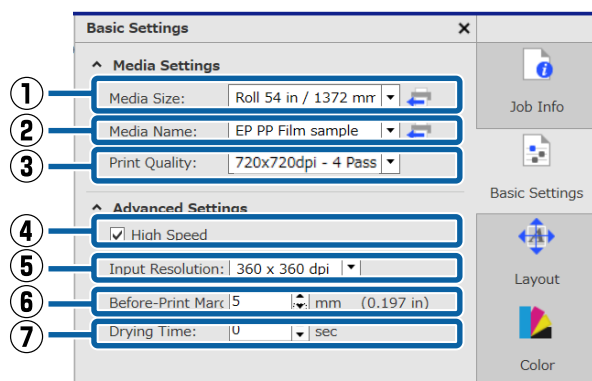 Basic Settings
Media Settings
① Media Size: Roll 54 in / 1372 mm
② Media Name: EP PP Film sample
③ Print Quality: 720x720dpi - 4 Pass
Advanced Settings
④ High Speed
⑤ Input Resolution: 360 x 360 dpi
⑥ Before-Print Marg 5 mm (0.197 in)
⑦ Drying Time: 0 sec
Job Info
Basic Settings
Layout
Color